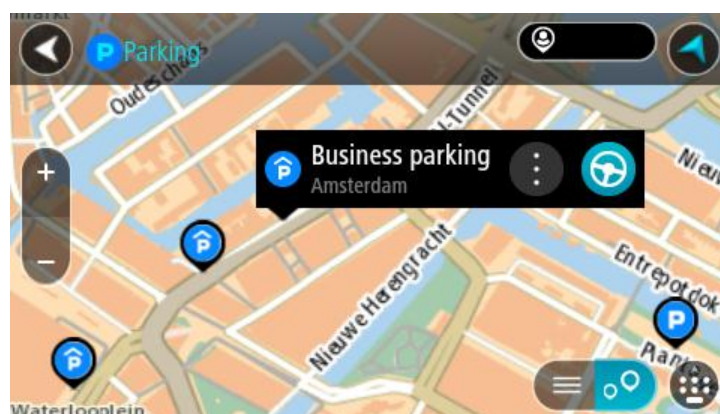 P Parking
Oudeschans
Business parking
Amsterdam
P
Nieuwe Herengracht
Entrepotdok
P
P
P
Waterlooplein